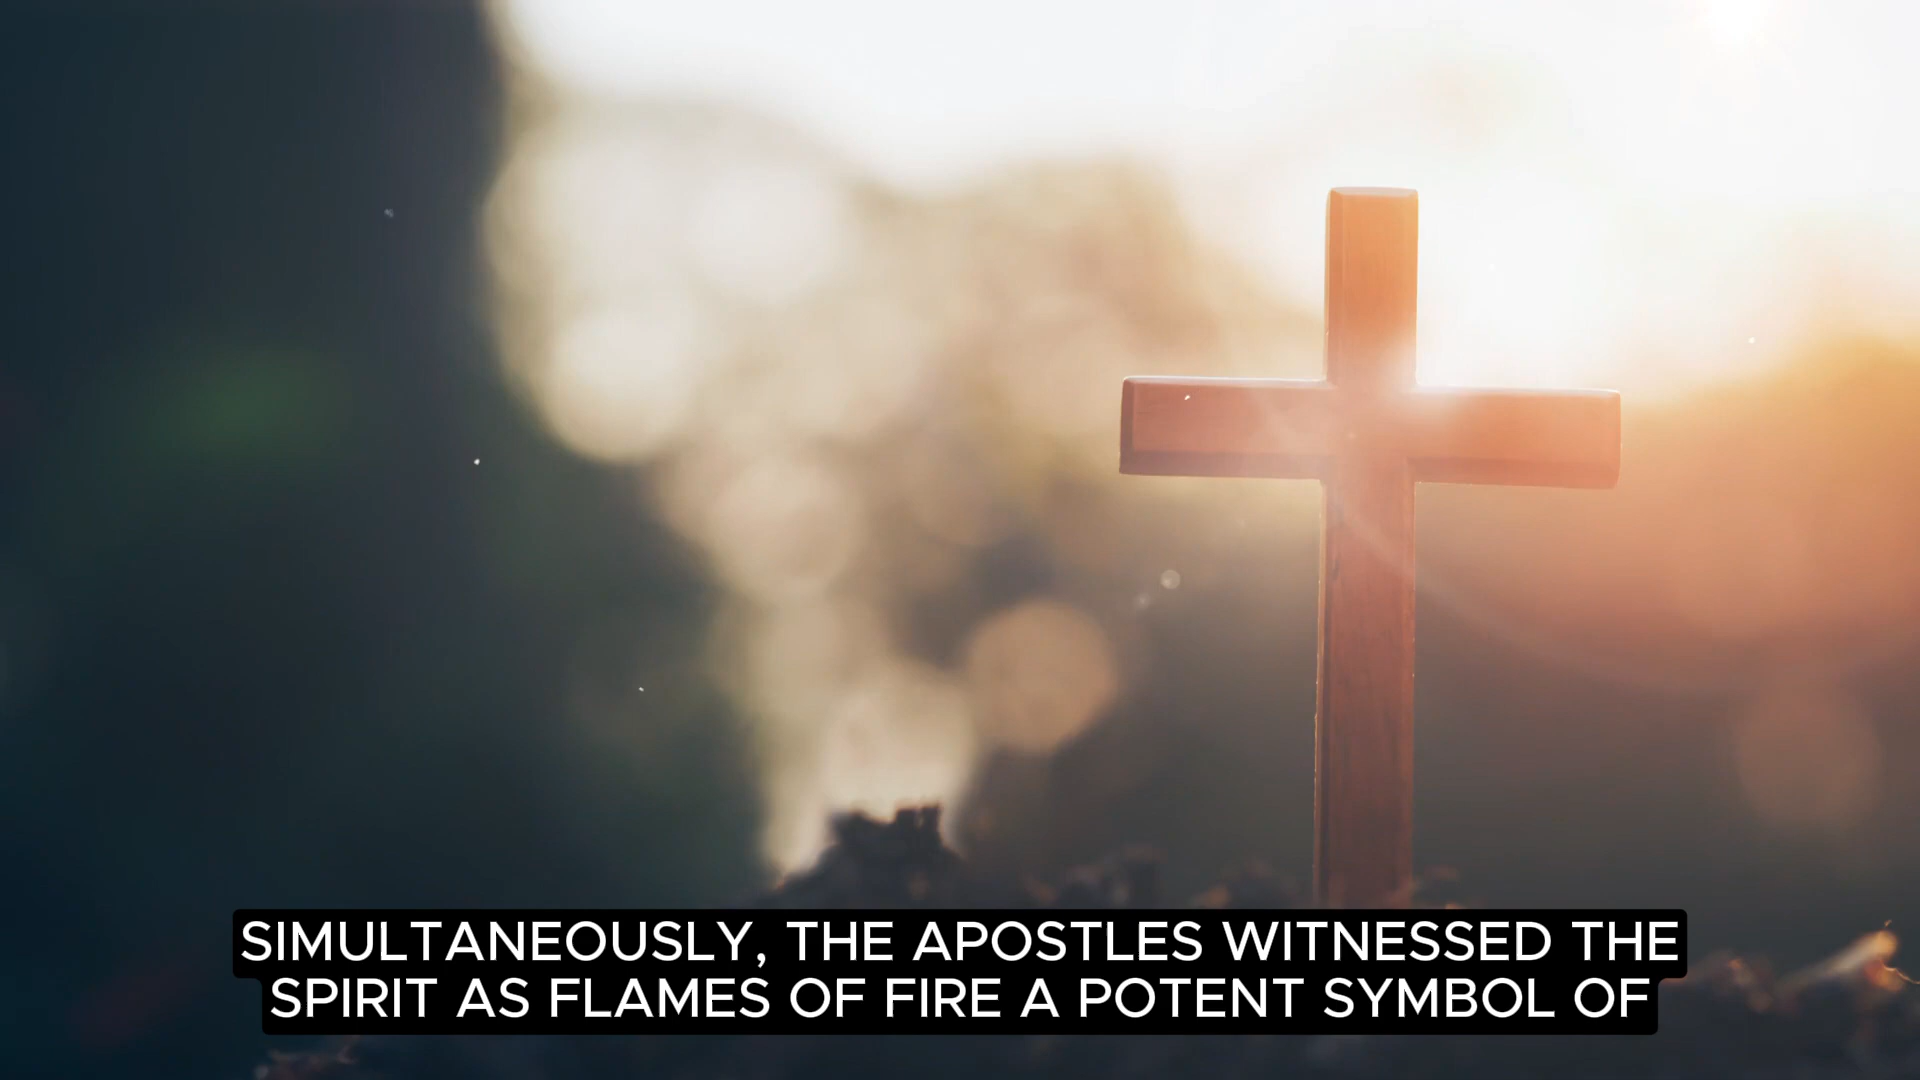 SIMULTANEOUSLY, THE APOSTLES WITNESSED THE
SPIRIT AS FLAMES OF FIRE A POTENT SYMBOL OF